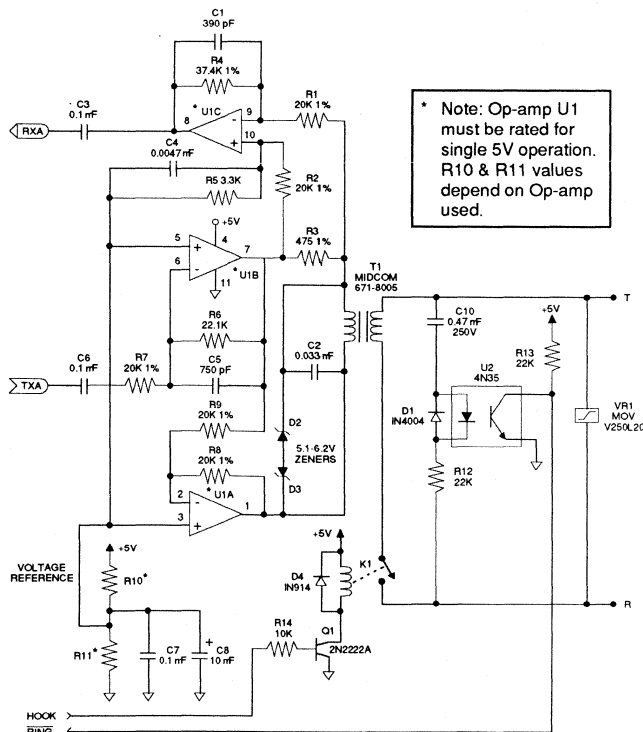 C1
390 pF
R4
37.4K 1%
C3
0.1 mF
RXA
8
* U1C
9
10
R1
20K 1%
C4
0.0047 mF
R2
20K 1%
R5 3.3K
* Note: Op-amp U1
must be rated for
single 5V operation.
R10 & R11 values
depend on Op-amp
used.
+5V
5
4
7
R3
475 1%
6
* U1B
11
T1
MIDCOM
671-8005
T
R6
22.1K
C2
0.033 mF
C10
0.47 mF
250V
+5V
R13
22K
U2
4N35
C6
0.1 mF
R7
20K 1%
C5
750 pF
TXA
D1
IN4004
VR1
MOV
V250L20
R9
20K 1%
D2
5.1-6.2V
ZENERS
D3
R8
20K 1%
R12
22K
2
* U1A
1
3
+5V
VOLTAGE
REFERENCE
+5V
R10*
D4
IN914
K1
R11*
C7
0.1 mF
+
C8
10 mF
R14
10K
Q1
2N2222A
R
HOOK
RING